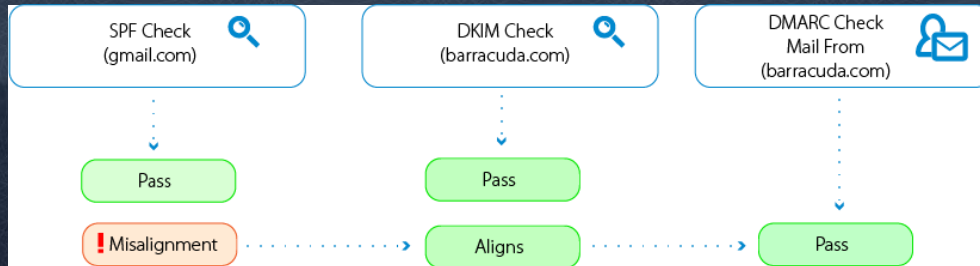 SPF Check
(gmail.com)
DKIM Check
(barracuda.com)
DMARC Check
Mail From
(barracuda.com)
Pass
Pass
! Misalignment
Aligns
Pass